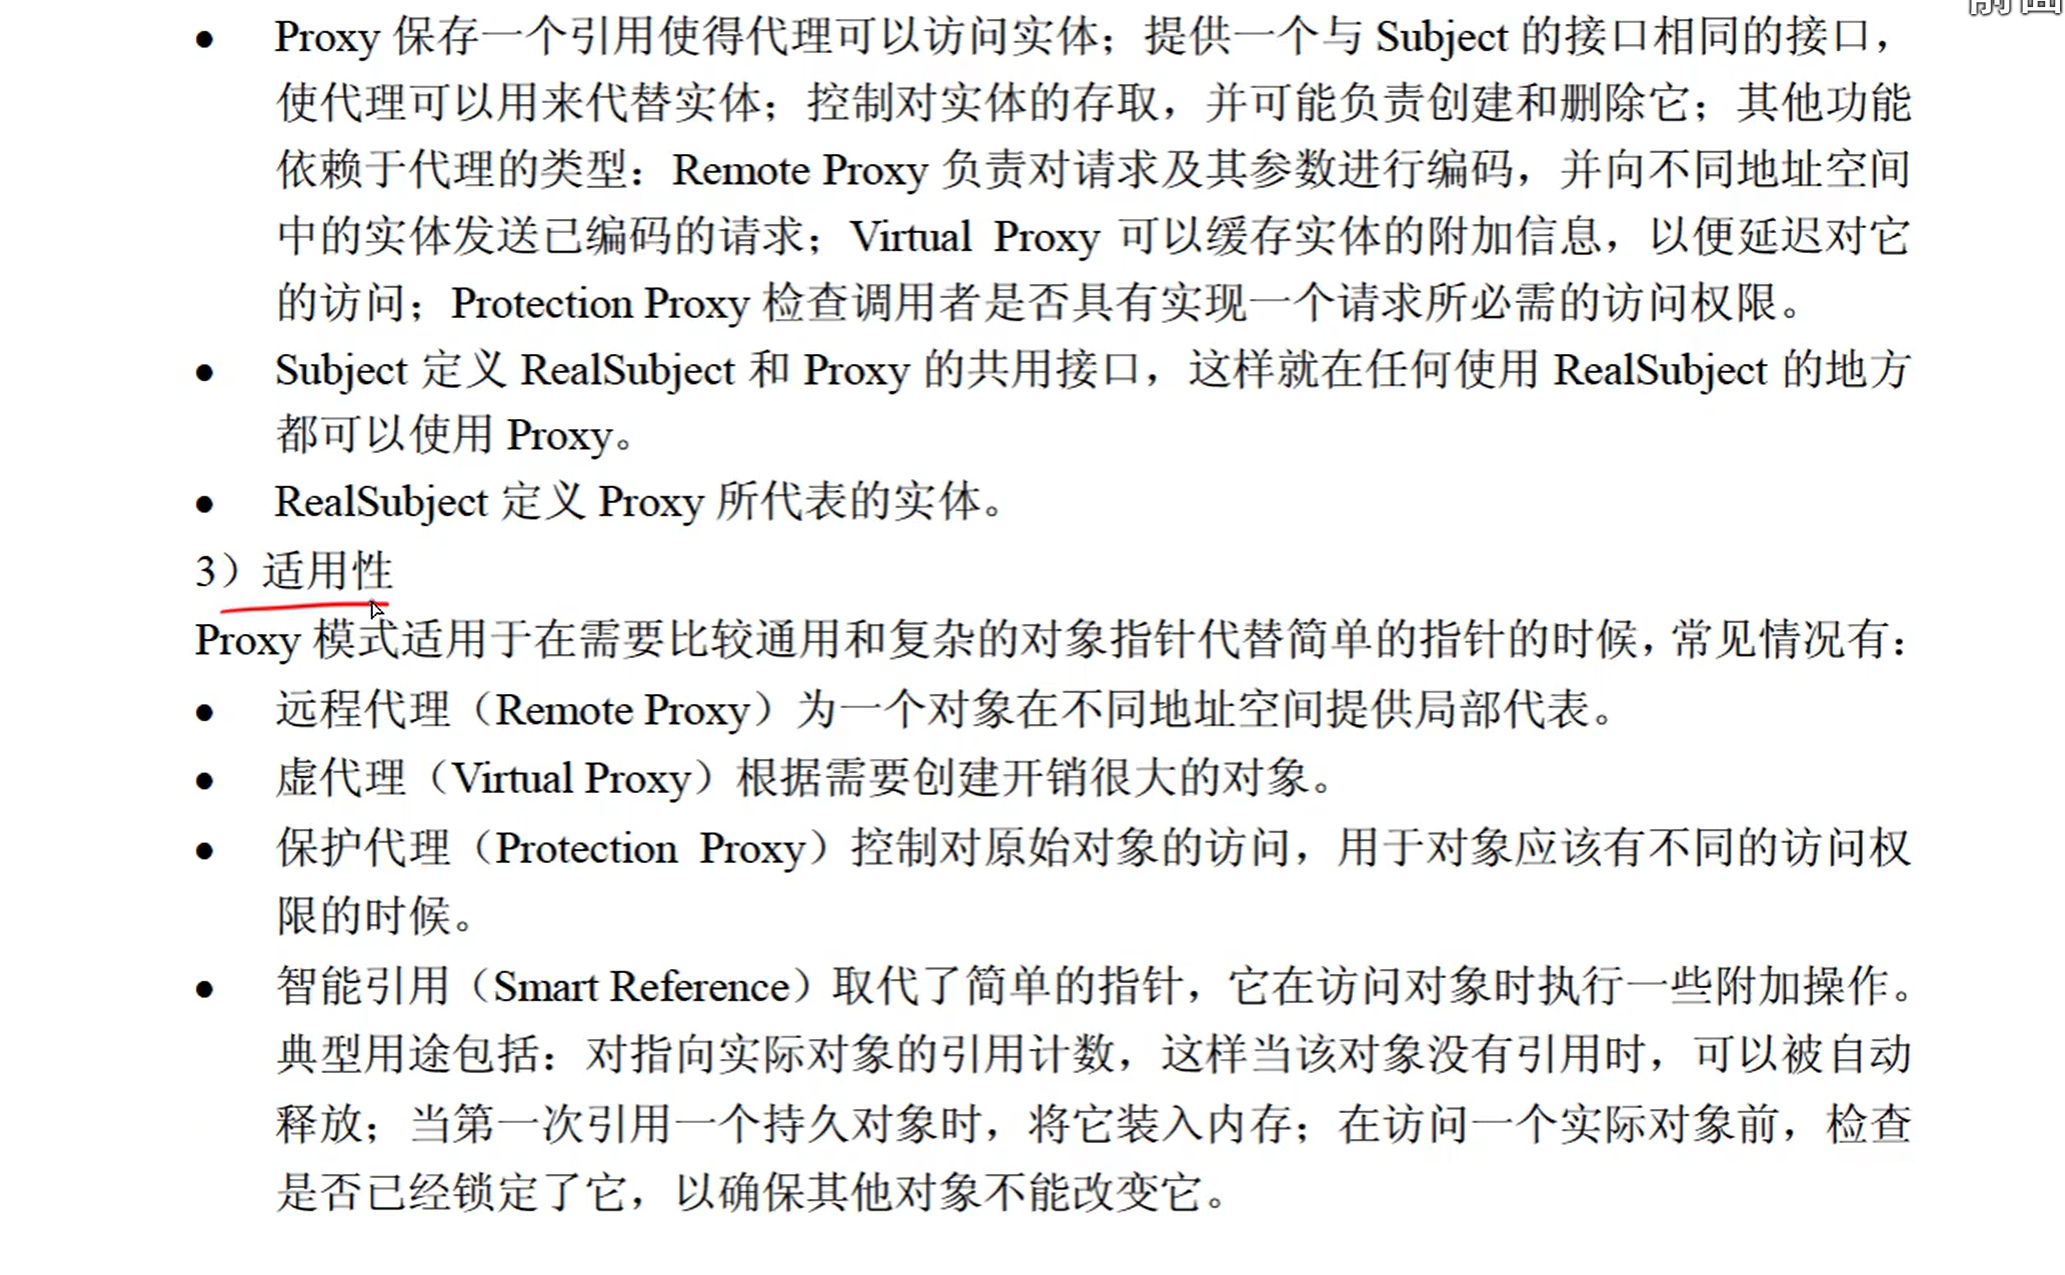 前面
● Proxy 保存一个引用使得代理可以访问实体；提供一个与 Subject 的接口相同的接口，
使代理可以用来代替实体；控制对实体的存取，并可能负责创建和删除它；其他功能
依赖于代理的类型：Remote Proxy 负责对请求及其参数进行编码，并向不同地址空间
中的实体发送已编码的请求；Virtual Proxy 可以缓存实体的附加信息，以便延迟对它
的访问；Protection Proxy 检查调用者是否具有实现一个请求所必需的访问权限。
● Subject 定义 RealSubject 和 Proxy 的共用接口，这样就在任何使用 RealSubject 的地方
都可以使用 Proxy。
● RealSubject 定义 Proxy 所代表的实体。
3）适用性
Proxy 模式适用于在需要比较通用和复杂的对象指针代替简单的指针的时候，常见情况有：
● 远程代理（Remote Proxy）为一个对象在不同地址空间提供局部代表。
● 虚代理（Virtual Proxy）根据需要创建开销很大的对象。
● 保护代理（Protection Proxy）控制对原始对象的访问，用于对象应该有不同的访问权
限的时候。
● 智能引用（Smart Reference）取代了简单的指针，它在访问对象时执行一些附加操作。
典型用途包括：对指向实际对象的引用计数，这样当该对象没有引用时，可以被自动
释放；当第一次引用一个持久对象时，将它装入内存；在访问一个实际对象前，检查
是否已经锁定了它，以确保其他对象不能改变它。